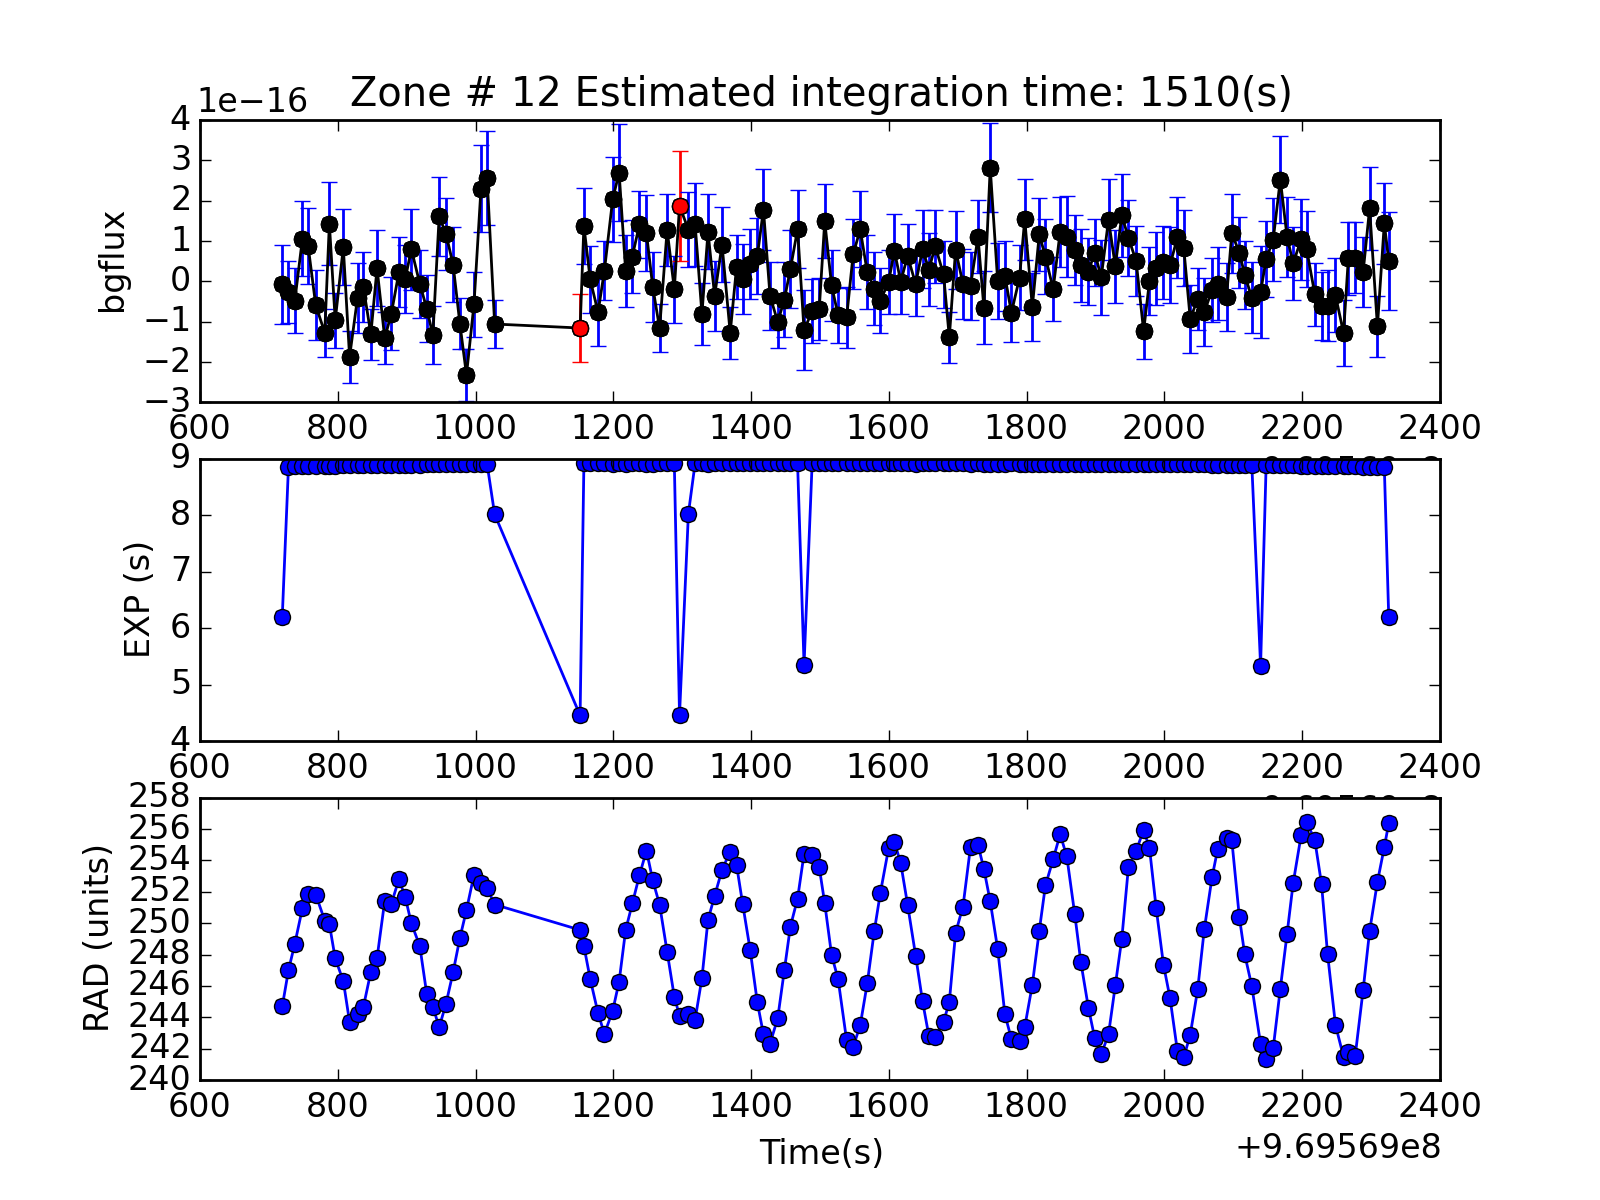 Zone # 12 Estimated integration time: 1510(s)
1e−16
4
3
2
1
0
−1
−2
−3
bgflux
600 800 1000 1200 1400 1600 1800 2000 2200 2400
9
8
7
6
5
4
EXP (s)
600 800 1000 1200 1400 1600 1800 2000 2200 2400
258
256
254
252
250
248
246
244
242
240
RAD (units)
600 800 1000 1200 1400 1600 1800 2000 2200 2400
Time(s)
+9.69569e8